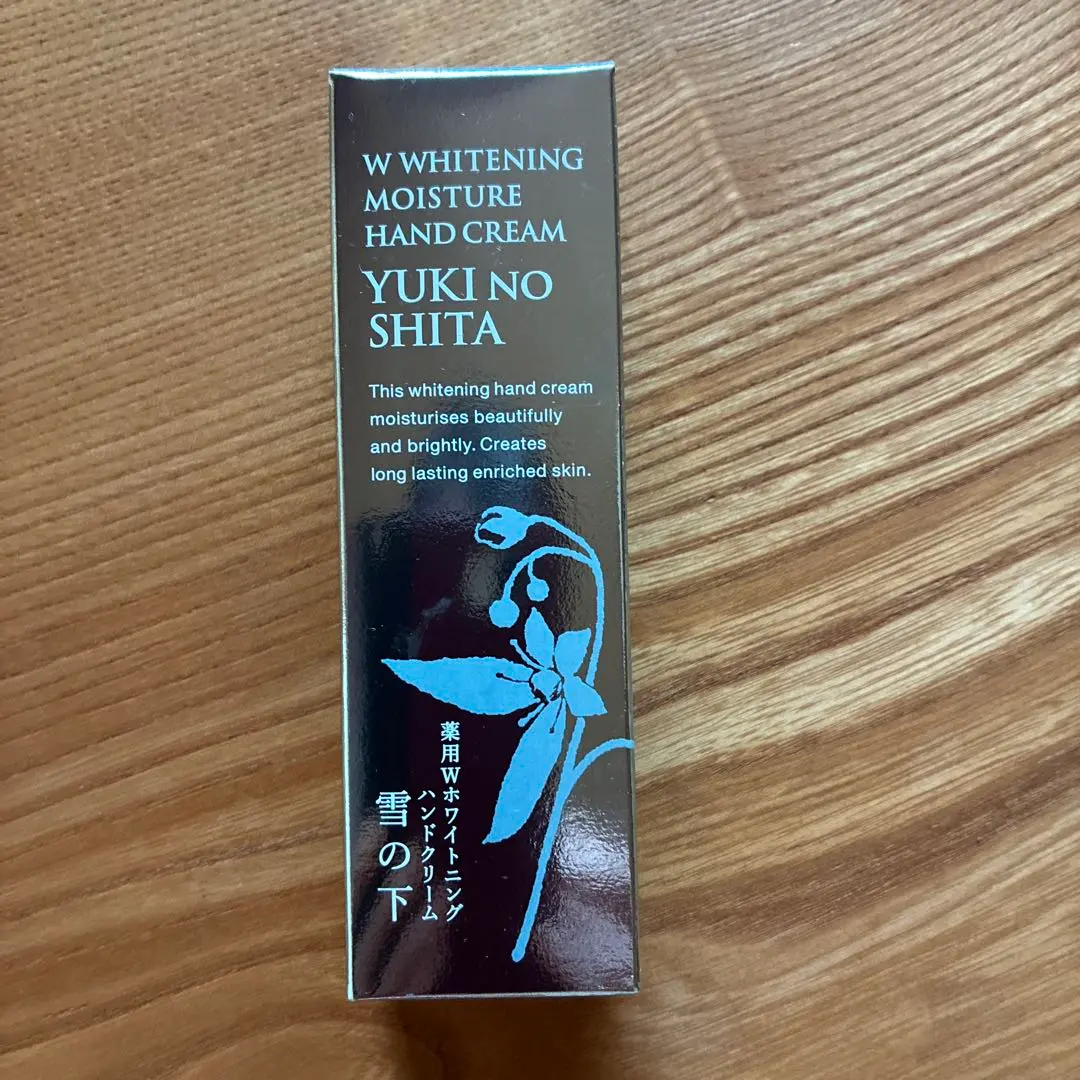 W WHITENING
MOISTURE
HAND CREAM
YUKI NO
SHITA
This whitening hand cream
moisturises beautifully
and brightly. Creates
long lasting enriched skin.
薬用Wホワイトニング
ハンドクリーム
雪の下